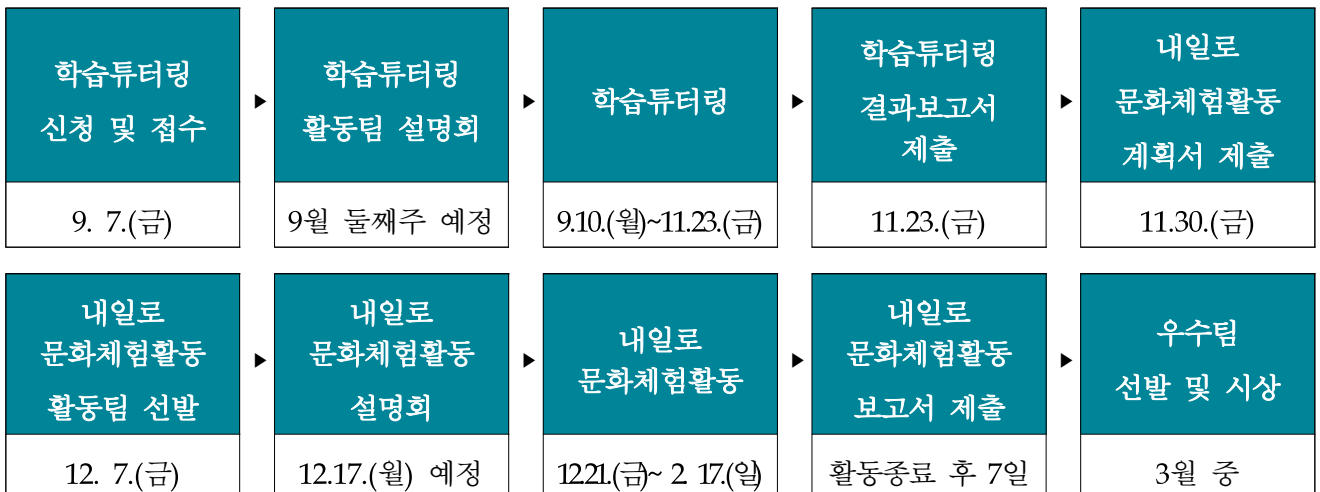 학습튜터링
신청 및 접수
9. 7.(금)
▶
학습튜터링
활동팀 설명회
9월 둘째주 예정
▶
학습튜터링
9.10.(월)~11.23.(금)
▶
학습튜터링
결과보고서
제출
11.23.(금)
▶
내일로
문화체험활동
계획서 제출
11.30.(금)
내일로
문화체험활동
활동팀 선발
12. 7.(금)
▶
내일로
문화체험활동
설명회
12.17.(월) 예정
▶
내일로
문화체험활동
12.21.(금)~ 2. 17.(일)
▶
내일로
문화체험활동
보고서 제출
활동종료 후 7일
▶
우수팀
선발 및 시상
3월 중